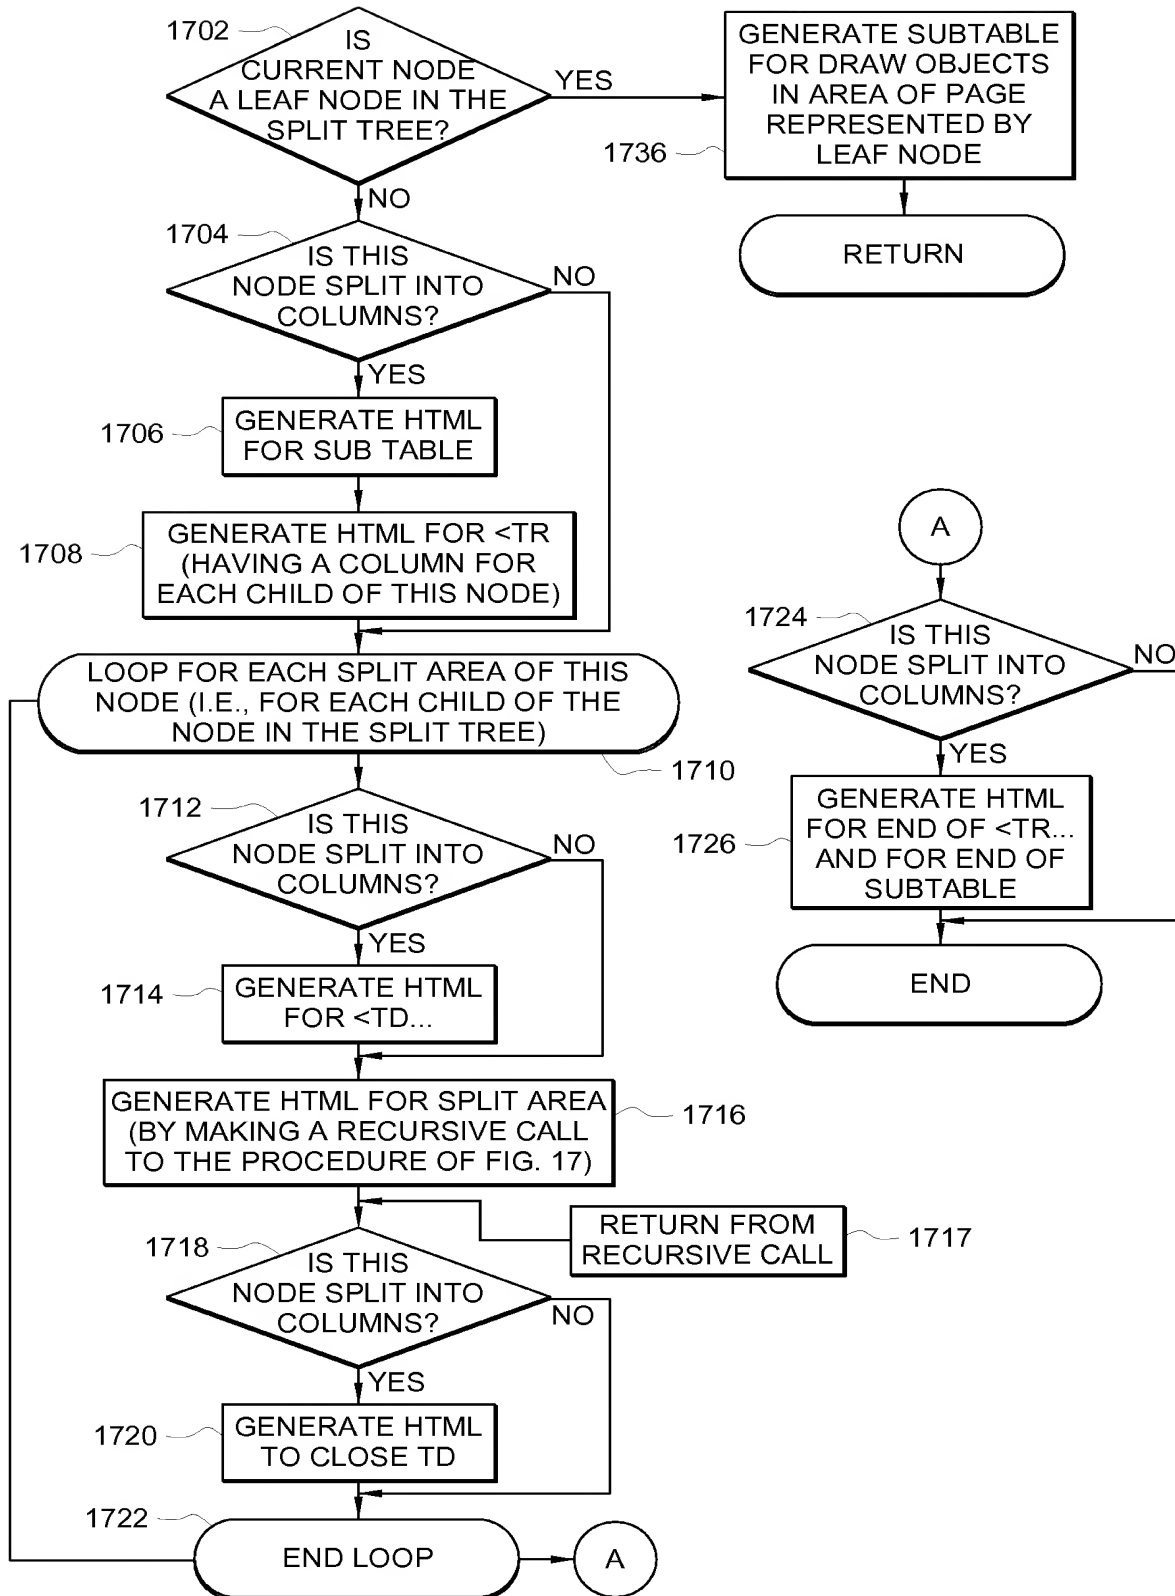 1702
IS
CURRENT NODE
A LEAF NODE IN THE
SPLIT TREE?
YES
NO
GENERATE SUBTABLE
FOR DRAW OBJECTS
IN AREA OF PAGE
REPRESENTED BY
LEAF NODE
1736
RETURN
1704
IS THIS
NODE SPLIT INTO
COLUMNS?
NO
YES
1706
GENERATE HTML
FOR SUB TABLE
1708
GENERATE HTML FOR <TR
(HAVING A COLUMN FOR
EACH CHILD OF THIS NODE)
LOOP FOR EACH SPLIT AREA OF THIS
NODE (I.E., FOR EACH CHILD OF THE
NODE IN THE SPLIT TREE)
1710
1712
IS THIS
NODE SPLIT INTO
COLUMNS?
NO
YES
1714
GENERATE HTML
FOR <TD...
GENERATE HTML FOR SPLIT AREA
(BY MAKING A RECURSIVE CALL
TO THE PROCEDURE OF FIG. 17)
1716
RETURN FROM
RECURSIVE CALL
1717
1718
IS THIS
NODE SPLIT INTO
COLUMNS?
NO
YES
1720
GENERATE HTML
TO CLOSE TD
1722
END LOOP
A
A
1724
IS THIS
NODE SPLIT INTO
COLUMNS?
NO
YES
1726
GENERATE HTML
FOR END OF <TR...
AND FOR END OF
SUBTABLE
END